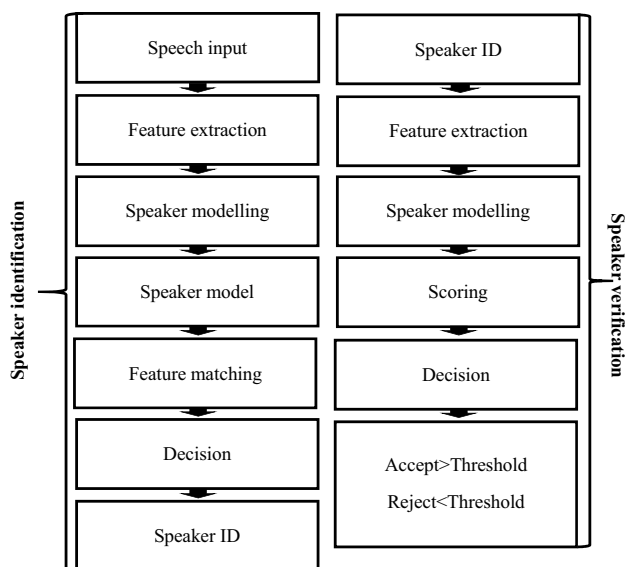 Speaker identification
Speech input
Feature extraction
Speaker modelling
Speaker model
Feature matching
Decision
Speaker ID
Speaker ID
Feature extraction
Speaker modelling
Scoring
Decision
Accept>Threshold
Reject<Threshold
Speaker verification